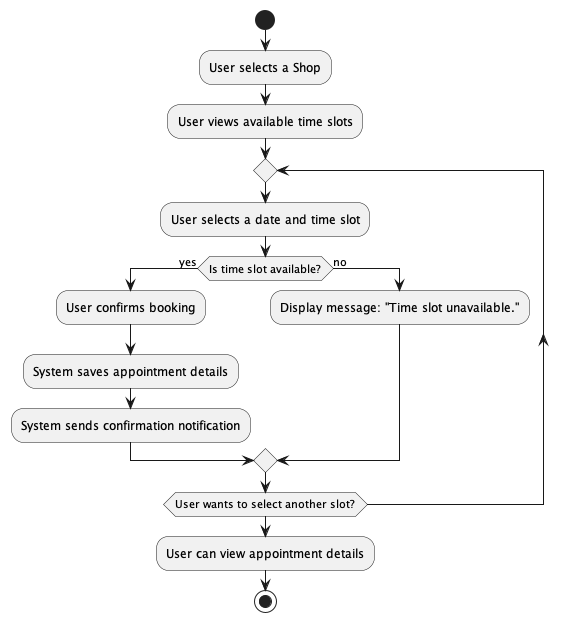 User selects a Shop
User views available time slots
User selects a date and time slot
yes
Is time slot available?
no
User confirms booking
Display message: "Time slot unavailable."
System saves appointment details
System sends confirmation notification
User wants to select another slot?
User can view appointment details